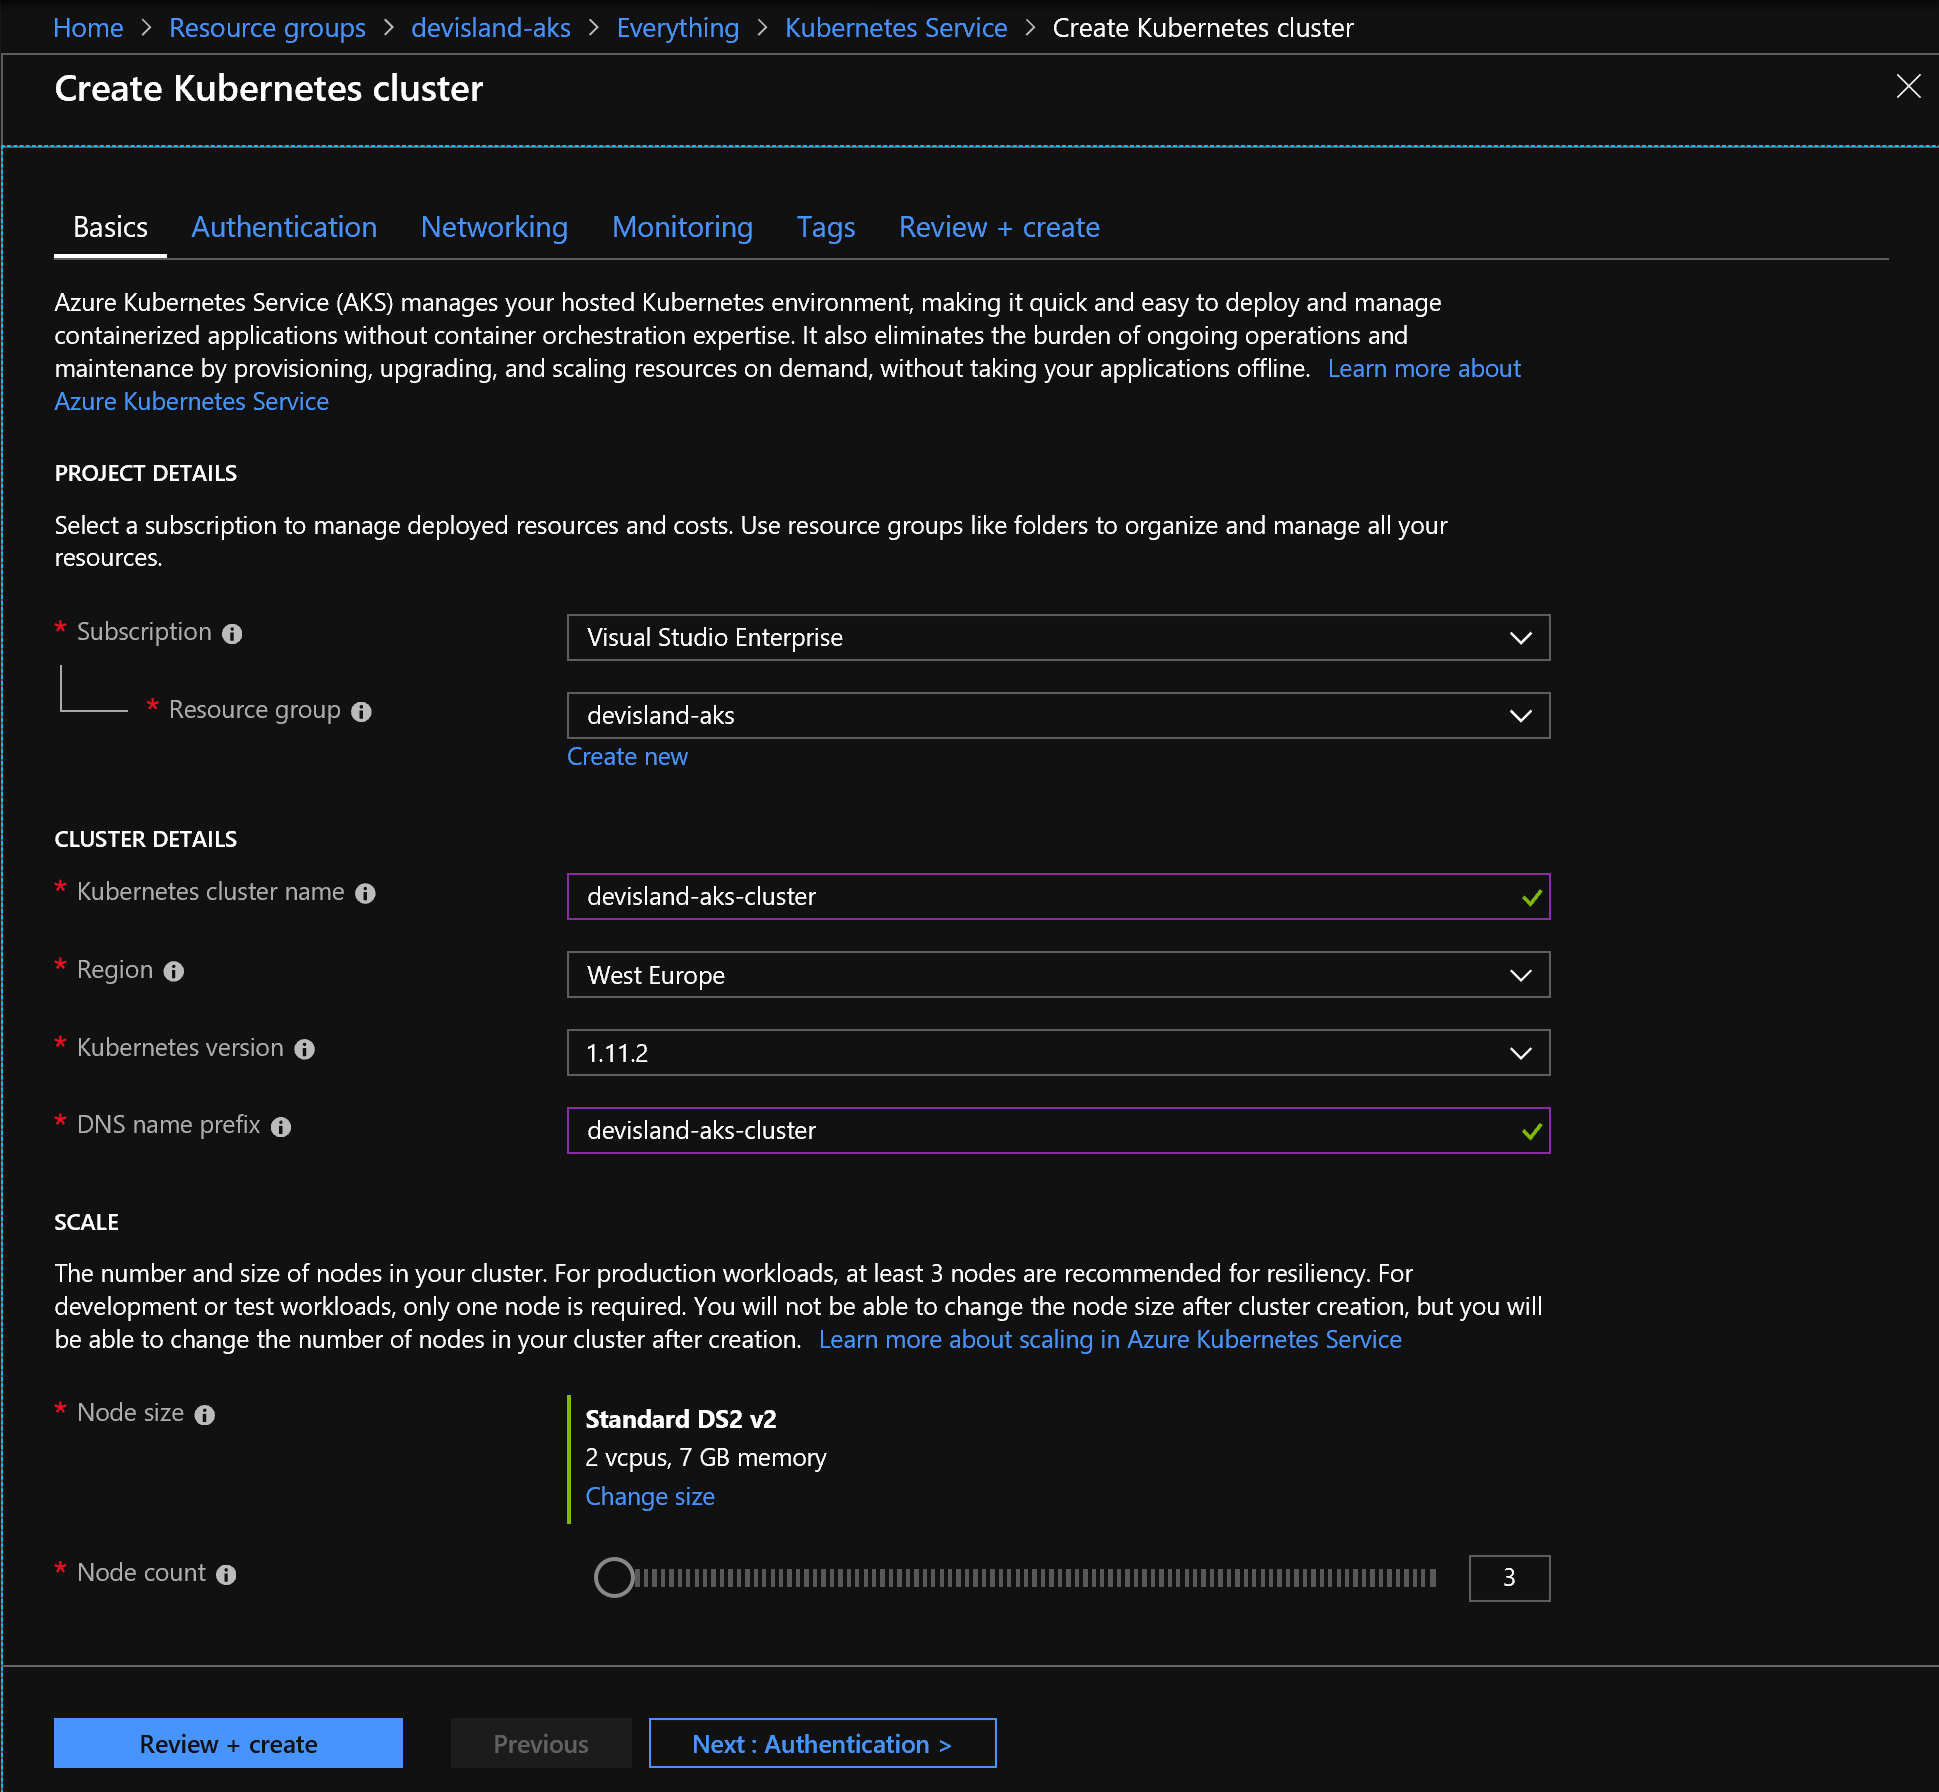 Home > Resource groups > devisland-aks > Everything > Kubernetes Service > Create Kubernetes cluster
Create Kubernetes cluster
Basics Authentication Networking Monitoring Tags Review + create
Azure Kubernetes Service (AKS) manages your hosted Kubernetes environment, making it quick and easy to deploy and manage
containerized applications without container orchestration expertise. It also eliminates the burden of ongoing operations and
maintenance by provisioning, upgrading, and scaling resources on demand, without taking your applications offline. Learn more about
Azure Kubernetes Service
PROJECT DETAILS
Select a subscription to manage deployed resources and costs. Use resource groups like folders to organize and manage all your
resources.
* Subscription Visual Studio Enterprise
* Resource group devisland-aks
Create new
CLUSTER DETAILS
* Kubernetes cluster name devisland-aks-cluster
* Region West Europe
* Kubernetes version 1.11.2
* DNS name prefix devisland-aks-cluster
SCALE
The number and size of nodes in your cluster. For production workloads, at least 3 nodes are recommended for resiliency. For
development or test workloads, only one node is required. You will not be able to change the node size after cluster creation, but you will
be able to change the number of nodes in your cluster after creation. Learn more about scaling in Azure Kubernetes Service
* Node size Standard DS2 v2
2 vcpus, 7 GB memory
Change size
* Node count 3
Review + create Previous Next : Authentication >